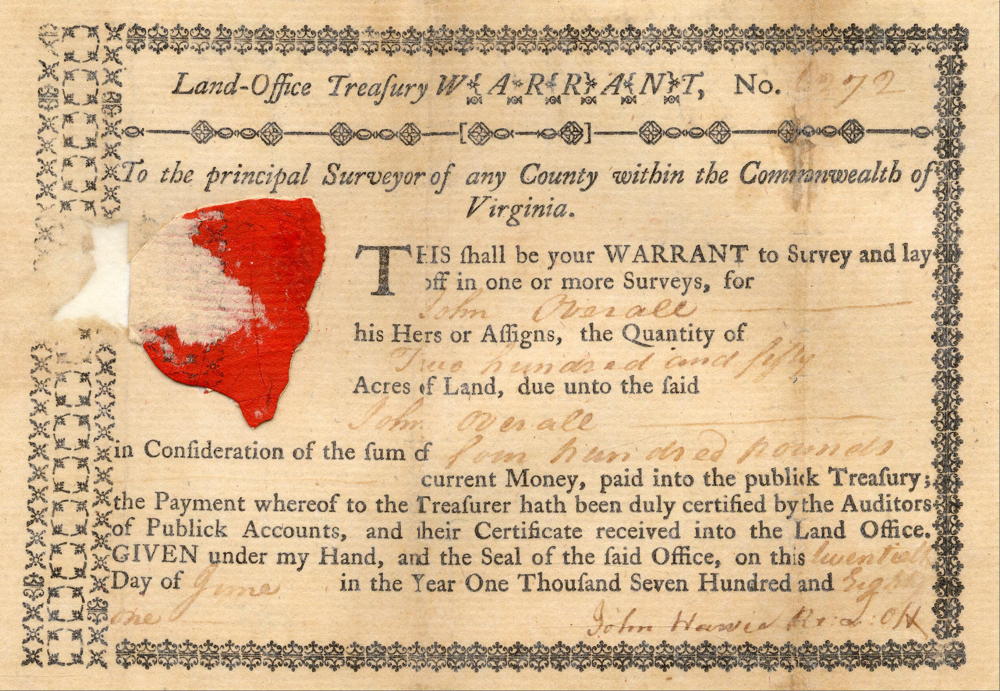 Land-Office Treaſury WARRANT, No. 6272
To the principal Surveyor of any County within the Commonwealth of
Virginia.
THIS ſhall be your WARRANT to Survey and lay
off in one or more Surveys, for
John Overall
his Hers or Aſſigns, the Quantity of
Two hundred and fifty
Acres of Land, due unto the ſaid
John Overall
in Conſideration of the ſum of four hundred pounds
current Money, paid into the publick Treaſury;
the Payment whereof to the Treaſurer hath been duly certified by the Auditors
of Publick Accounts, and their Certificate received into the Land Office.
GIVEN under my Hand, and the Seal of the ſaid Office, on this twentieth
Day of June in the Year One Thouſand Seven Hundred and Eighty
one
John Harvie